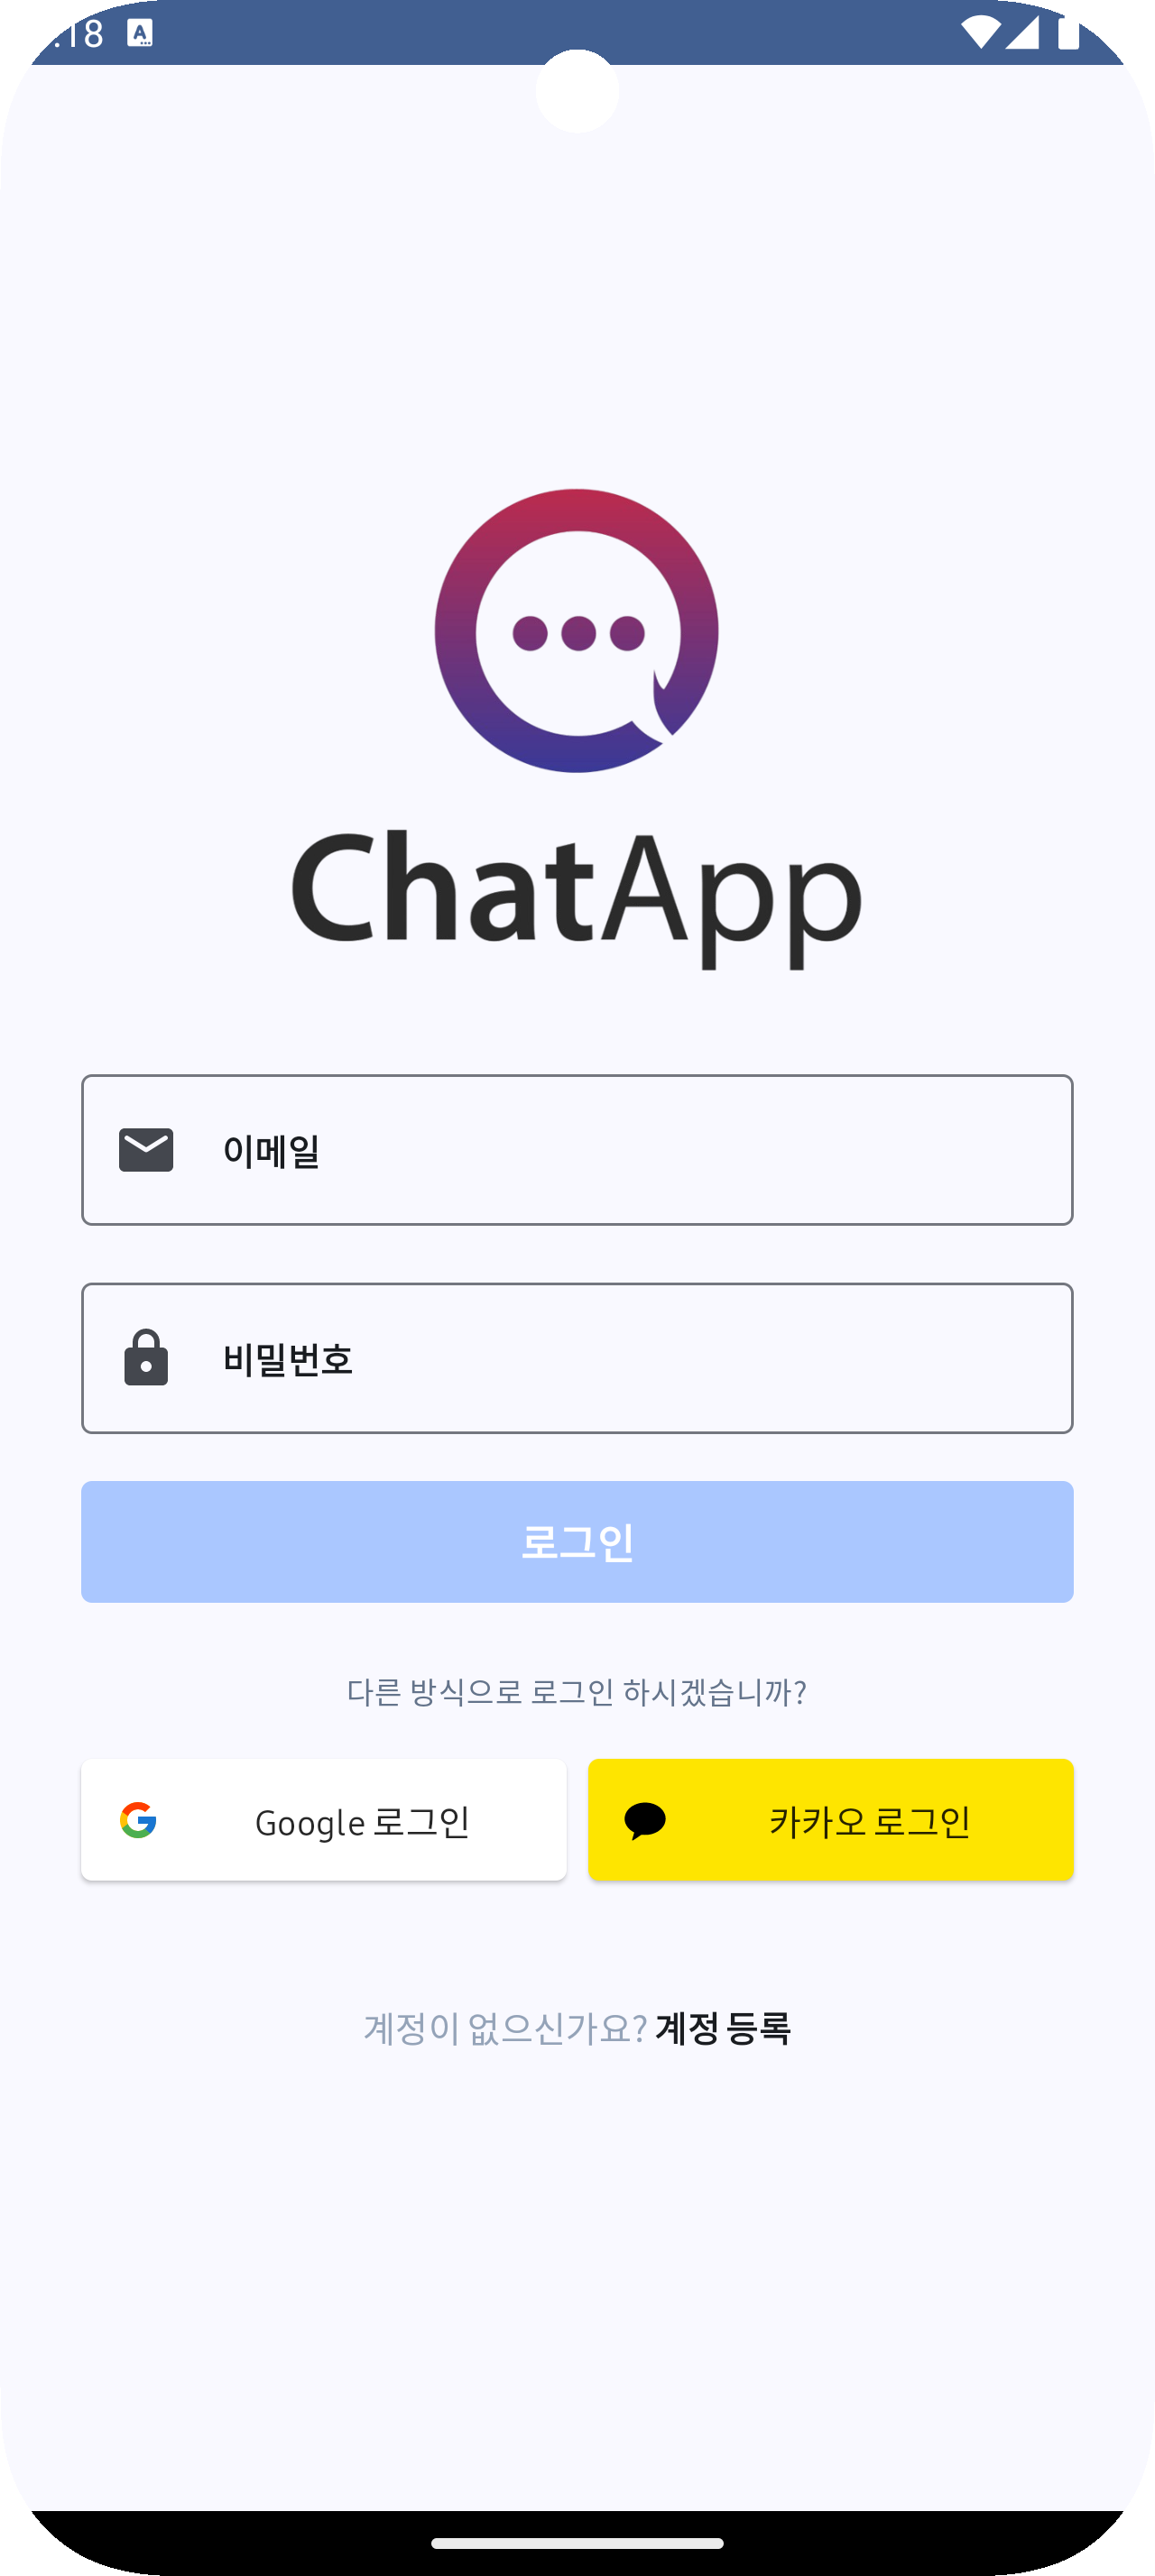 :18
ChatApp
이메일
비밀번호
로그인
다른 방식으로 로그인 하시겠습니까?
Google 로그인
카카오 로그인
계정이 없으신가요? 계정 등록